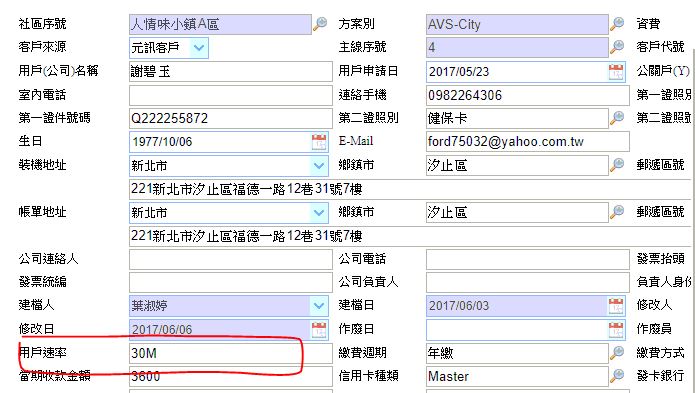 社區序號 人情味小鎮A區 方案別 AVS-City 資費
客戶來源 元訊客戶 主線序號 4 客戶代號
用戶(公司)名稱 謝碧玉 用戶申請日 2017/05/23 公關戶(Y)
室內電話 連絡手機 0982264306 第一證照別
第一證件號碼 Q222255872 第二證照別 健保卡 第二證照號
生日 1977/10/06 E-Mail ford75032@yahoo.com.tw
裝機地址 新北市 鄉鎮市 汐止區 郵遞區號
221新北市汐止區福德一路12巷31號7樓
帳單地址 新北市 鄉鎮市 汐止區 郵遞區號
221新北市汐止區福德一路12巷31號7樓
公司連絡人 公司電話 發票抬頭
發票統編 公司負責人 負責人身份
建檔人 葉淑婷 建檔日 2017/06/03 修改人
修改日 2017/06/06 作廢日 作廢員
用戶速率 30M 繳費週期 年繳 繳費方式
當期收款金額 3600 信用卡種類 Master 發卡銀行